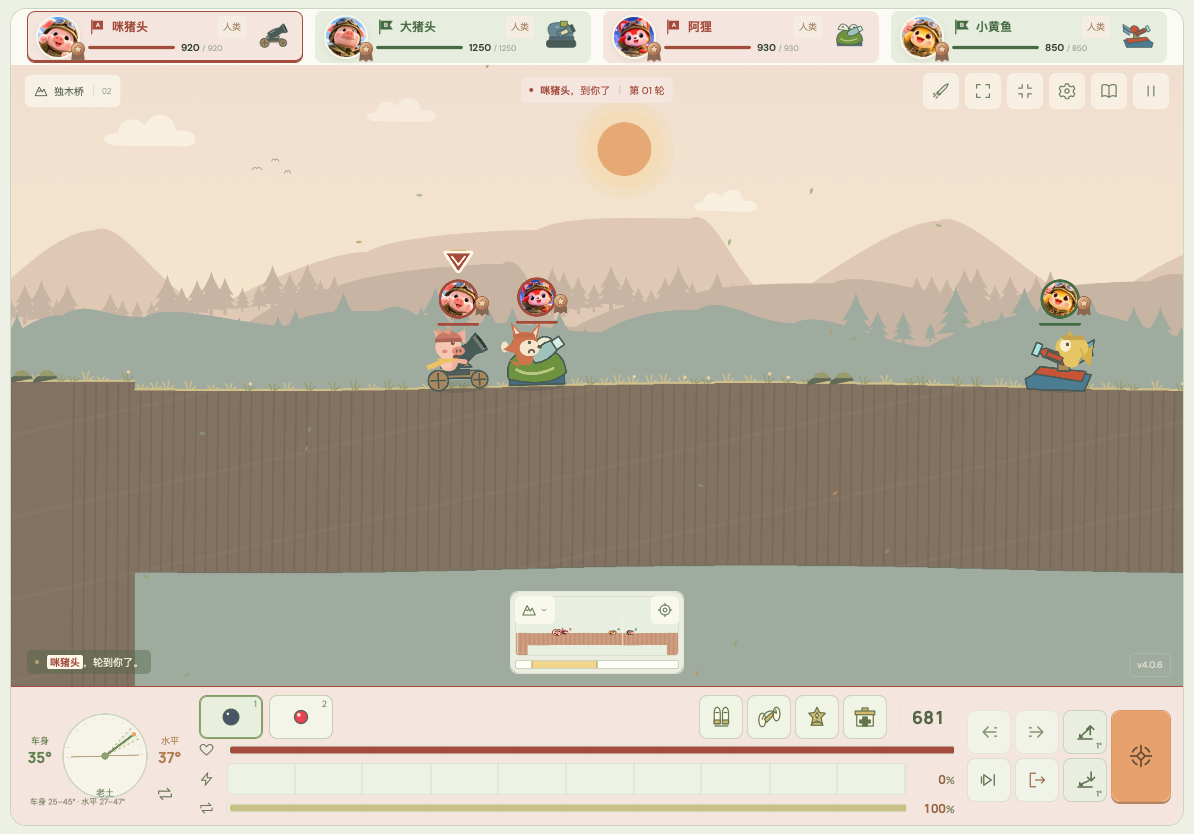 A 咪猪头 人类
920 / 920
B 大猪头 人类
1250 / 1250
A 阿狸 人类
930 / 930
B 小黄鱼 人类
850 / 850
独木桥 02
咪猪头，到你了 第 01 轮
咪猪头，轮到你了。
v4.0.6
1
2
681
车身
35°
水平
37°
老土
车身 25–45° · 水平 27–47°
0%
100%
1°
1°